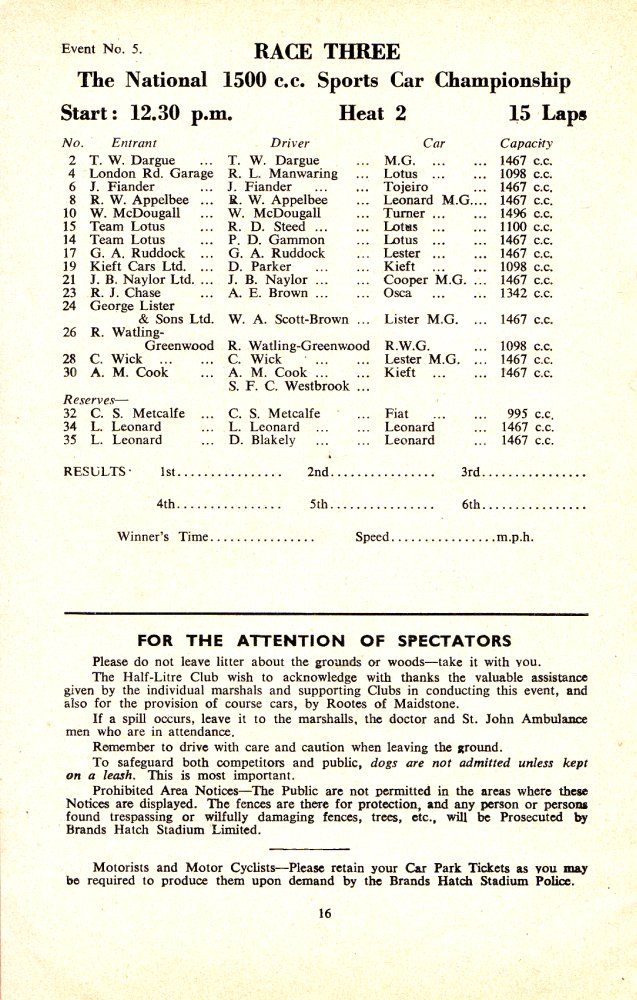 Event No. 5. RACE THREE
The National 1500 c.c. Sports Car Championship
Start: 12.30 p.m. Heat 2 15 Laps
No. Entrant Driver Car Capacity
2 T. W. Dargue ... T. W. Dargue ... M.G. ... ... 1467 c.c.
4 London Rd. Garage R. L. Manwaring ... Lotus ... ... 1098 c.c.
6 J. Fiander ... J. Fiander ... ... Tojeiro ... 1467 c.c.
8 R. W. Appelbee ... R. W. Appelbee ... Leonard M.G.... 1467 c.c.
10 W. McDougall ... W. McDougall ... Turner ... ... 1496 c.c.
15 Team Lotus ... R. D. Steed ... ... Lotus ... ... 1100 c.c.
14 Team Lotus ... P. D. Gammon ... Lotus ... ... 1467 c.c.
17 G. A. Ruddock ... G. A. Ruddock ... Lester ... ... 1467 c.c.
19 Kieft Cars Ltd. ... D. Parker ... ... Kieft ... ... 1098 c.c.
21 J. B. Naylor Ltd. ... J. B. Naylor ... ... Cooper M.G. ... 1467 c.c.
23 R. J. Chase ... A. E. Brown ... ... Osca ... ... 1342 c.c.
24 George Lister
& Sons Ltd. W. A. Scott-Brown ... Lister M.G. ... 1467 c.c.
26 R. Watling-
Greenwood R. Watling-Greenwood R.W.G. ... 1098 c.c.
28 C. Wick ... ... C. Wick ... ... Lester M.G. ... 1467 c.c.
30 A. M. Cook ... A. M. Cook ... ... Kieft ... ... 1467 c.c.
S. F. C. Westbrook ...
Reserves—
32 C. S. Metcalfe ... C. S. Metcalfe ... Fiat ... ... 995 c.c.
34 L. Leonard ... L. Leonard ... ... Leonard ... 1467 c.c.
35 L. Leonard ... D. Blakely ... ... Leonard ... 1467 c.c.
RESULTS· 1st................ 2nd................ 3rd................
4th................ 5th................ 6th................
Winner's Time................ Speed................m.p.h.
FOR THE ATTENTION OF SPECTATORS
Please do not leave litter about the grounds or woods—take it with you.
The Half-Litre Club wish to acknowledge with thanks the valuable assistance
given by the individual marshals and supporting Clubs in conducting this event, and
also for the provision of course cars, by Rootes of Maidstone.
If a spill occurs, leave it to the marshalls, the doctor and St. John Ambulance
men who are in attendance.
Remember to drive with care and caution when leaving the ground.
To safeguard both competitors and public, dogs are not admitted unless kept
on a leash. This is most important.
Prohibited Area Notices—The Public are not permitted in the areas where these
Notices are displayed. The fences are there for protection, and any person or persons
found trespassing or wilfully damaging fences, trees, etc., will be Prosecuted by
Brands Hatch Stadium Limited.
Motorists and Motor Cyclists—Please retain your Car Park Tickets as you may
be required to produce them upon demand by the Brands Hatch Stadium Police.
16